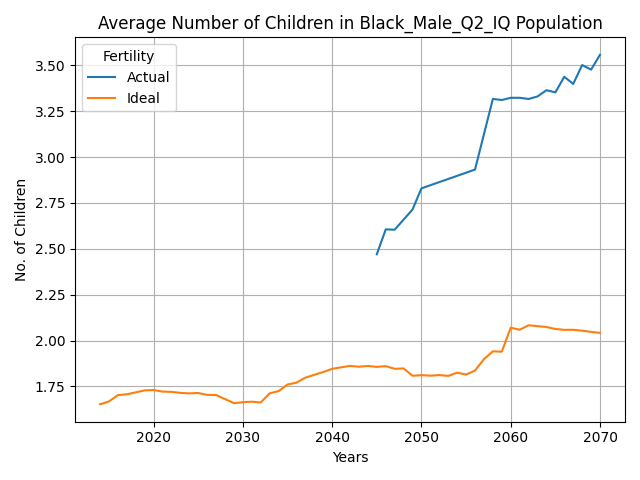 Average Number of Children in Black_Male_Q2_IQ Population
Fertility
Actual
Ideal
No. of Children
3.50
3.25
3.00
2.75
2.50
2.25
2.00
1.75
2020 2030 2040 2050 2060 2070
Years